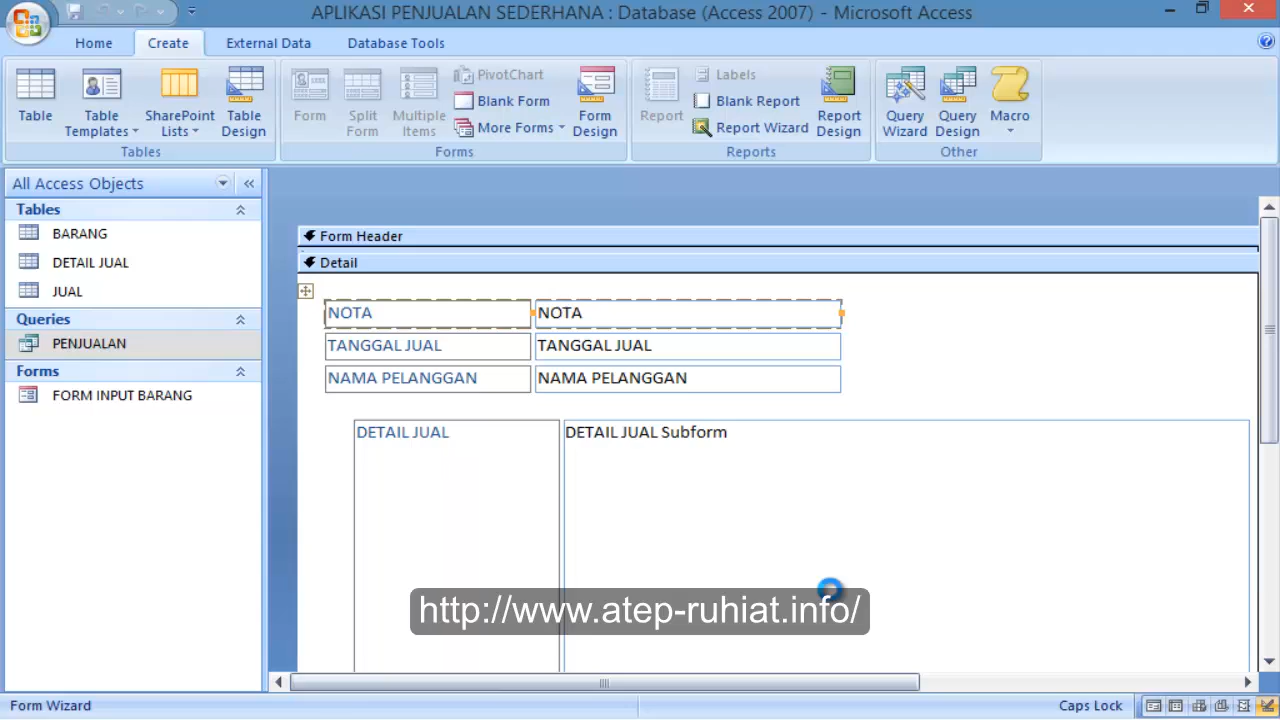 APLIKASI PENJUALAN SEDERHANA : Database (Access 2007) - Microsoft Access
Home Create External Data Database Tools
Table
Table Templates
SharePoint Lists
Table Design
Tables
Form
Split Form
Multiple Items
PivotChart
Blank Form
More Forms
Form Design
Forms
Report
Labels
Blank Report
Report Wizard
Report Design
Reports
Query Wizard
Query Design
Macro
Other
All Access Objects
Tables
BARANG
DETAIL JUAL
JUAL
Queries
PENJUALAN
Forms
FORM INPUT BARANG
Form Header
Detail
NOTA NOTA
TANGGAL JUAL TANGGAL JUAL
NAMA PELANGGAN NAMA PELANGGAN
DETAIL JUAL DETAIL JUAL Subform
http://www.atep-ruhiat.info/
Form Wizard Caps Lock